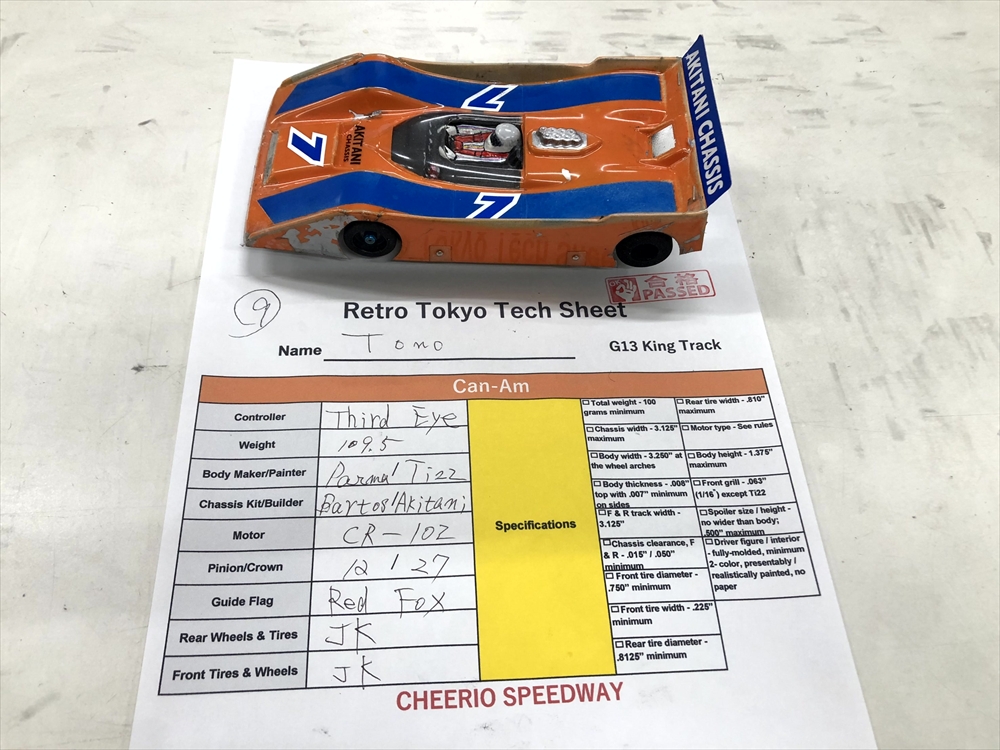 AKITANI CHASSIS
7
7
AKITANI
CHASSIS
7
合格
PASSED
9
Retro Tokyo Tech Sheet
Name Tono
G13 King Track
Can-Am
Controller Third Eye
Weight 109.5
Body Maker/Painter Parma/Ti22
Chassis Kit/Builder Bartos/Akitani
Motor CR-102
Pinion/Crown 12/27
Guide Flag Red Fox
Rear Wheels & Tires JK
Front Tires & Wheels JK
Specifications
Total weight - 100
grams minimum
Chassis width - 3.125"
maximum
Body width - 3.250" at
the wheel arches
Body thickness - .008"
top with .007" minimum
on sides
F & R track width -
3.125"
Chassis clearance, F
& R - .015" / .050"
minimum
Front tire diameter -
.750" minimum
Front tire width - .225"
minimum
Rear tire diameter -
.8125" minimum
Rear tire width - .810"
maximum
Motor type - See rules
Body height - 1.375"
maximum
Front grill - .063"
(1/16") except Ti22
Spoiler size / height -
no wider than body;
.500" maximum
Driver figure / interior
- fully-molded, minimum
2- color, presentably /
realistically painted, no
paper
CHEERIO SPEEDWAY